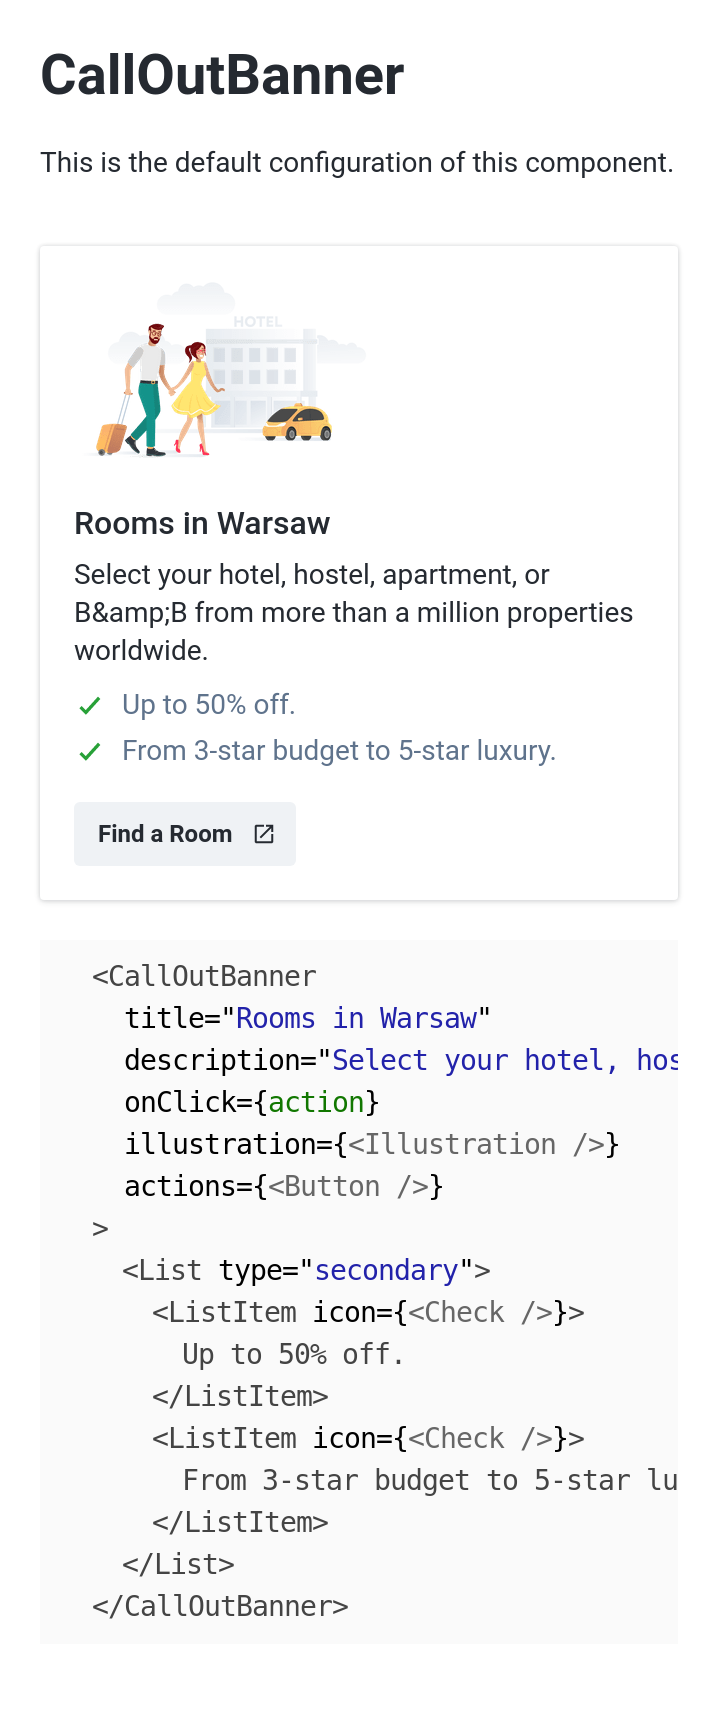 CallOutBanner
This is the default configuration of this component.
HOTEL
Rooms in Warsaw
Select your hotel, hostel, apartment, or
B&amp;B from more than a million properties
worldwide.
Up to 50% off.
From 3-star budget to 5-star luxury.
Find a Room
<CallOutBanner
title="Rooms in Warsaw"
description="Select your hotel, hos
onClick={action}
illustration={<Illustration />}
actions={<Button />}
>
<List type="secondary">
<ListItem icon={<Check />}>
Up to 50% off.
</ListItem>
<ListItem icon={<Check />}>
From 3-star budget to 5-star lu
</ListItem>
</List>
</CallOutBanner>